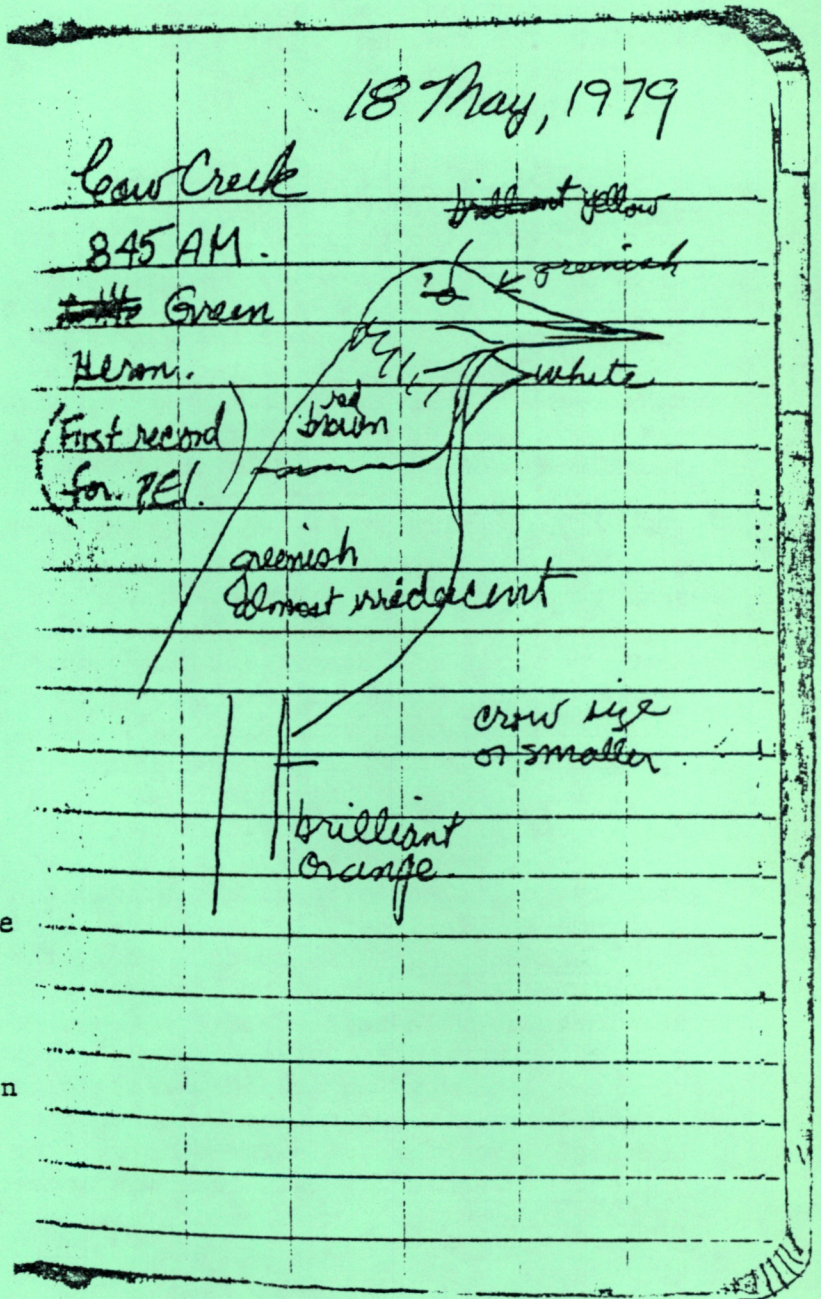 18 May, 1979
Cow Creek
845 AM.
Green
Heron.
(First record
for. PEI.)
brilliant yellow
greenish
?
white
red
brown
greenish
almost irredescent
crow size
or smaller
brilliant
orange.
e
n